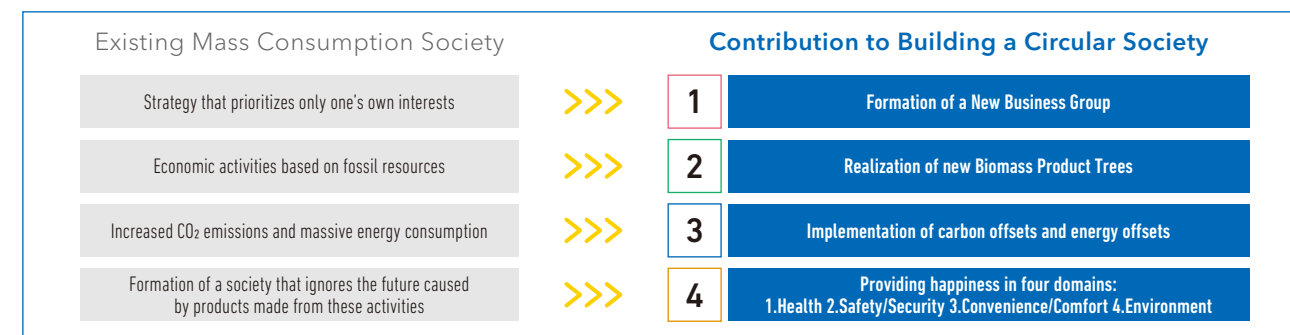 Existing Mass Consumption Society
Contribution to Building a Circular Society
Strategy that prioritizes only one's own interests
>>>
1
Formation of a New Business Group
Economic activities based on fossil resources
>>>
2
Realization of new Biomass Product Trees
Increased CO₂ emissions and massive energy consumption
>>>
3
Implementation of carbon offsets and energy offsets
Formation of a society that ignores the future caused
by products made from these activities
>>>
4
Providing happiness in four domains:
1.Health 2.Safety/Security 3.Convenience/Comfort 4.Environment